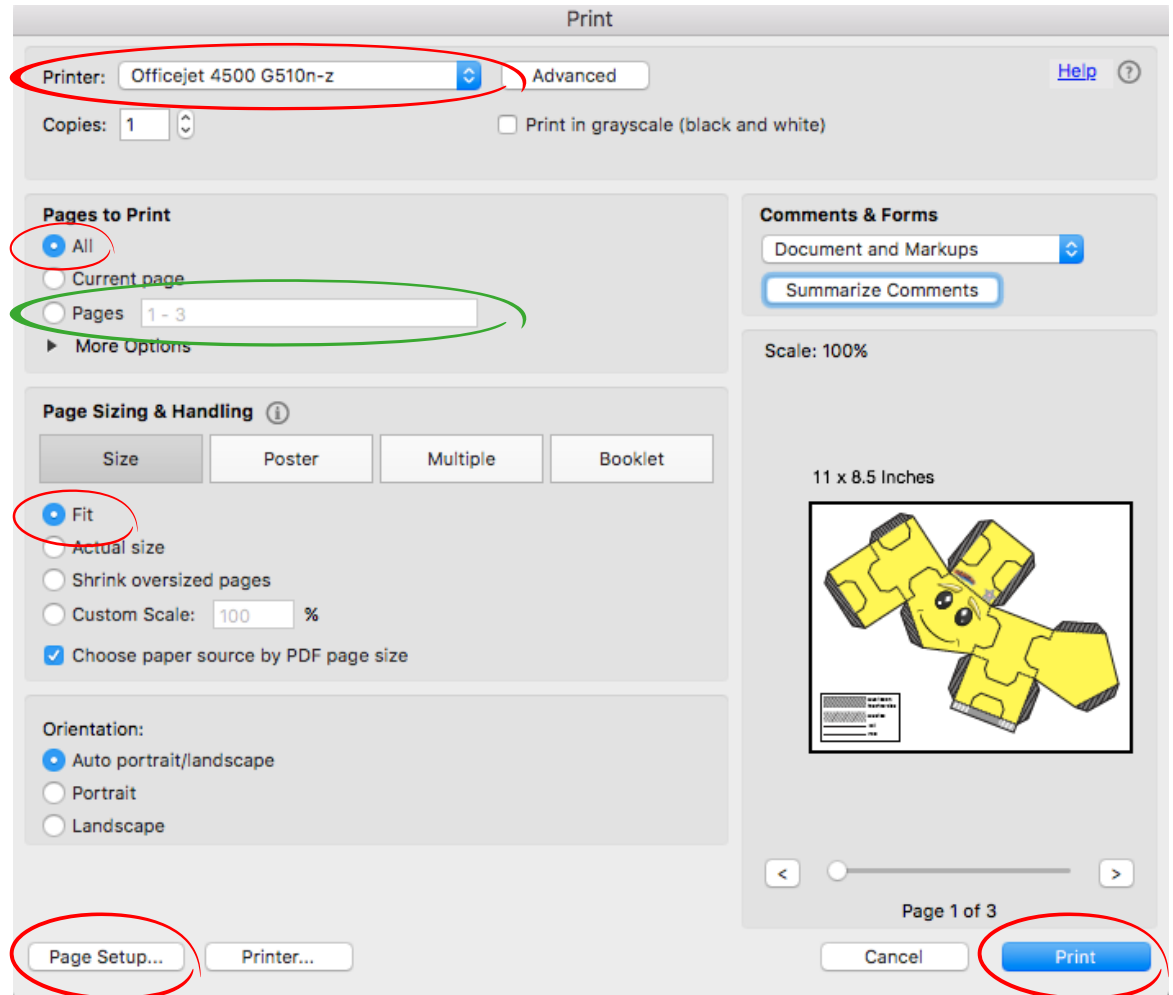 Print
Printer: Officejet 4500 G510n-z Advanced Help ?
Copies: 1 Print in grayscale (black and white)
Pages to Print
All
Current page
Pages 1 - 3
More Options
Comments & Forms
Document and Markups
Summarize Comments
Scale: 100%
Page Sizing & Handling i
Size Poster Multiple Booklet
Fit
Actual size
Shrink oversized pages
Custom Scale: 100 %
Choose paper source by PDF page size
11 x 8.5 Inches
Orientation:
Auto portrait/landscape
Portrait
Landscape
< >
Page 1 of 3
Page Setup... Printer... Cancel Print